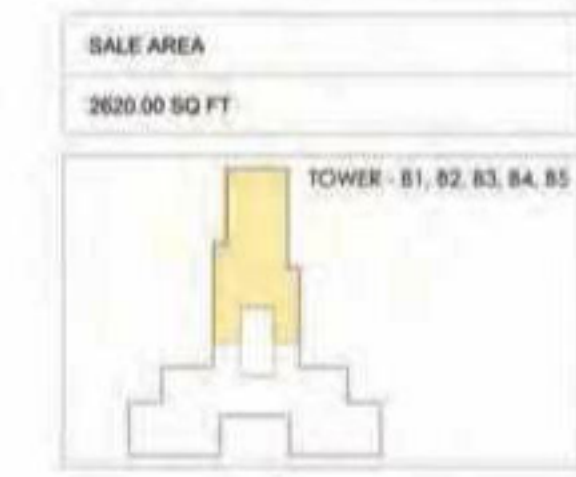 SALE AREA
2620.00 SQ FT
TOWER - B1, B2, B3, B4, B5